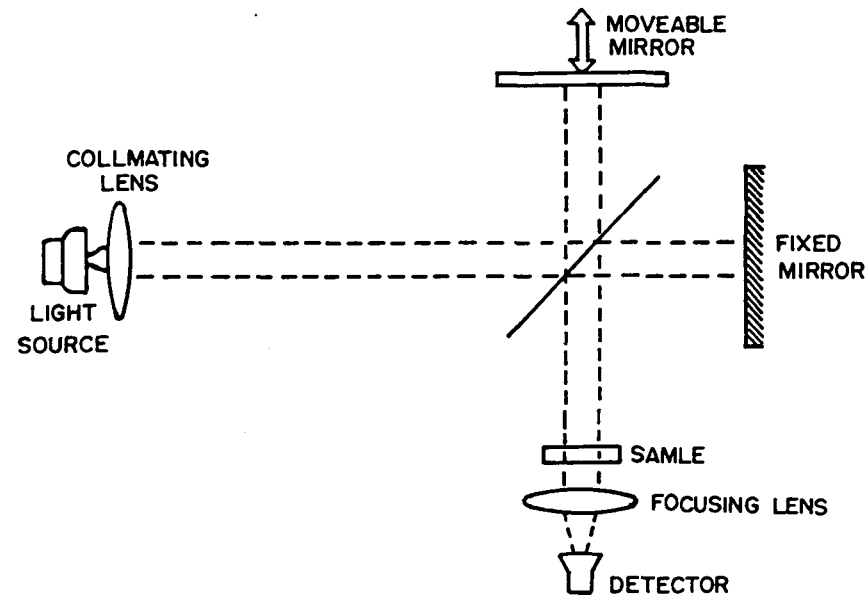 MOVEABLE
MIRROR
COLLMATING
LENS
FIXED
MIRROR
LIGHT
SOURCE
SAMLE
FOCUSING LENS
DETECTOR